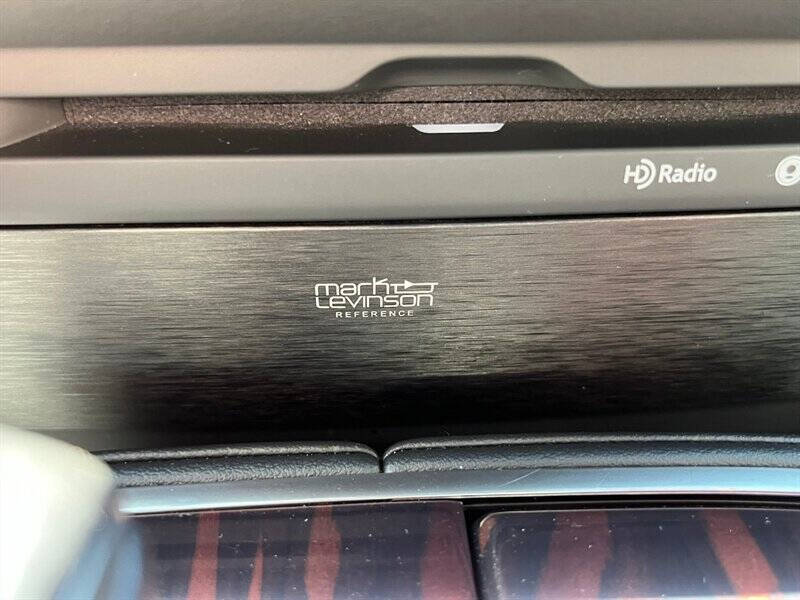 HD Radio
mark
Levinson
REFERENCE